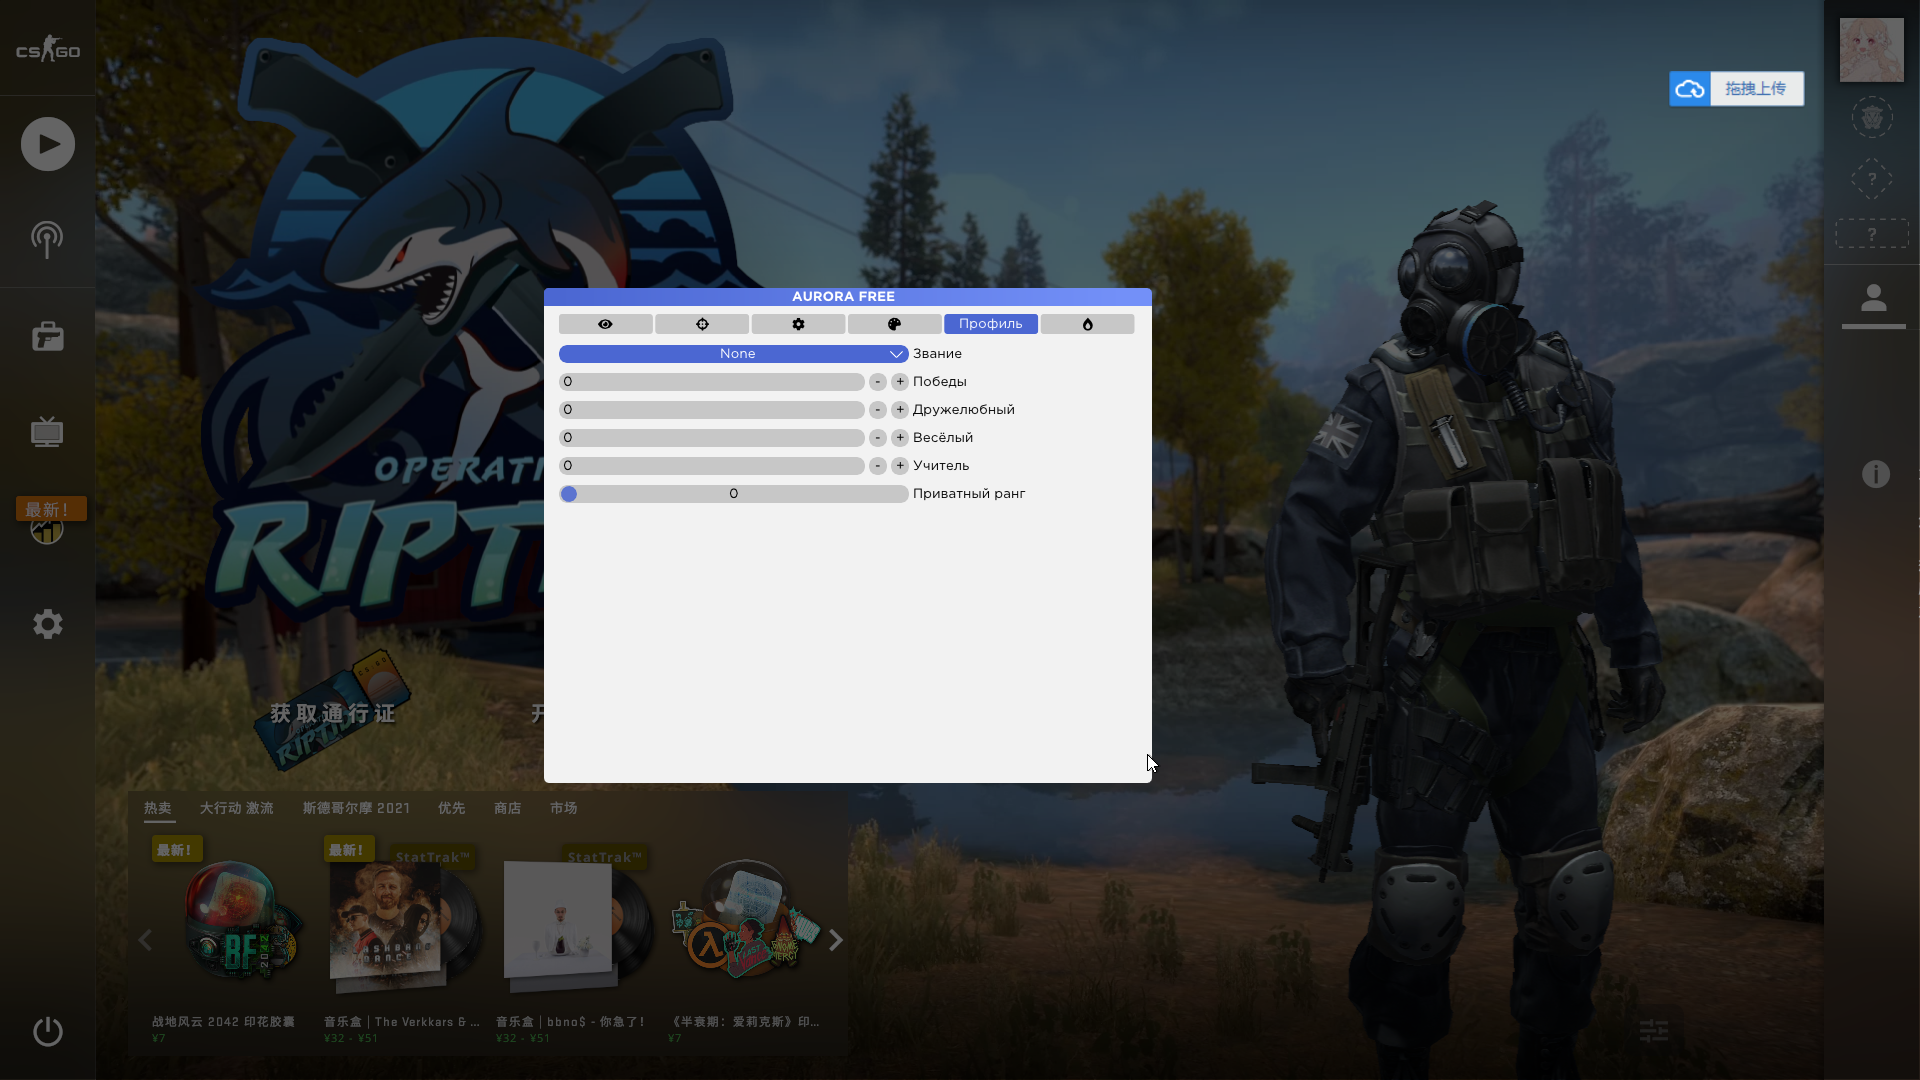 CS GO
拖拽上传
?
?
AURORA FREE
Профиль
None
Звание
0
-
+
Победы
0
-
+
Дружелюбный
0
-
+
Весёлый
0
-
+
Учитель
0
Приватный ранг
OPERATI
RIPTI
最新！
获取通行证
开
RIPTIDE
热卖
大行动 激流
斯德哥尔摩 2021
优先
商店
市场
最新！
最新！
StatTrak™
StatTrak™
BF
2042
战地风云 2042 印花胶囊
¥7
音乐盒 | The Verkkars & ...
¥32 - ¥51
音乐盒 | bbno$ - 你急了！
¥32 - ¥51
《半衰期：爱莉克斯》印...
¥7